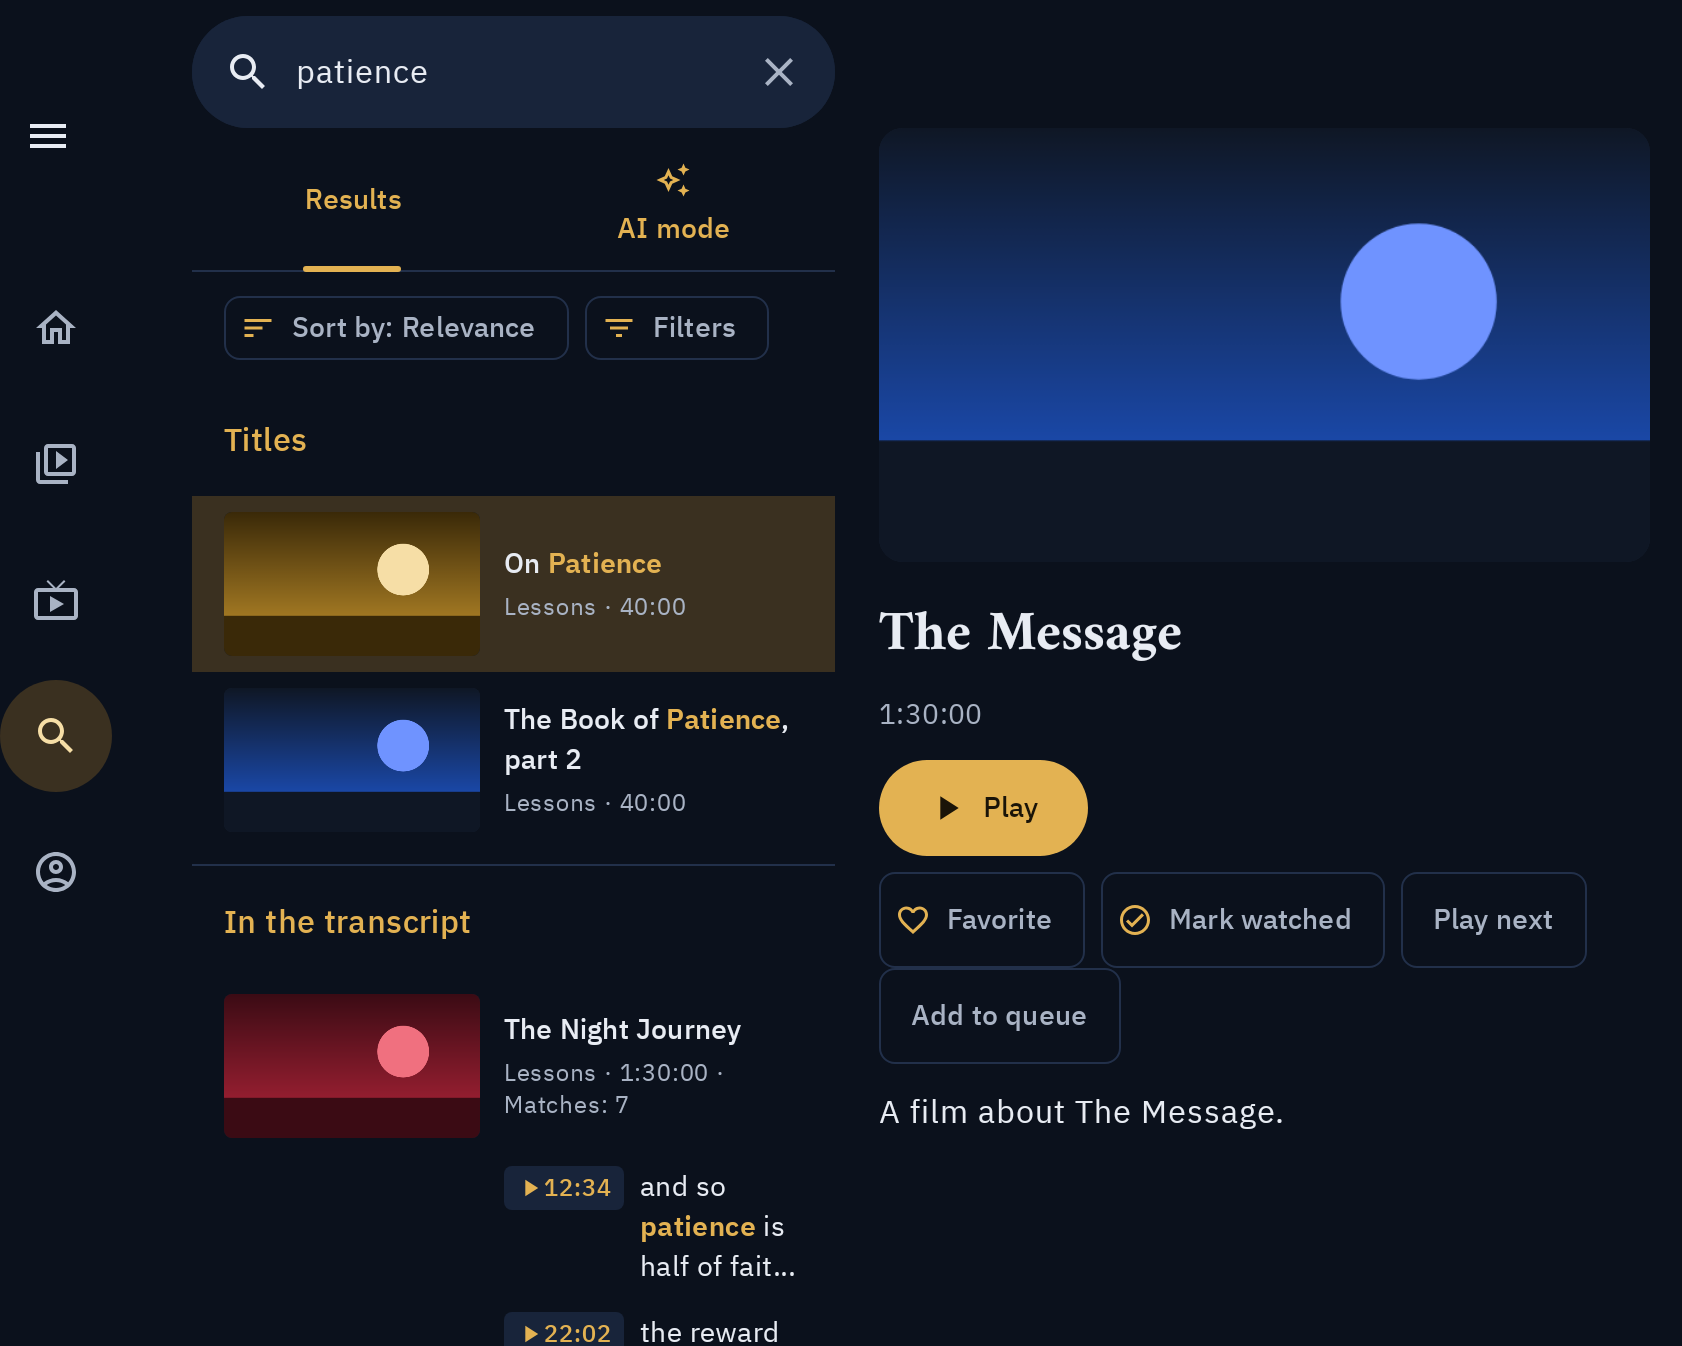 patience
Results
AI mode
Sort by: Relevance
Filters
Titles
On Patience
Lessons · 40:00
The Book of Patience,
part 2
Lessons · 40:00
In the transcript
The Night Journey
Lessons · 1:30:00 ·
Matches: 7
12:34
and so
patience is
half of fait...
22:02
the reward
The Message
1:30:00
Play
Favorite
Mark watched
Play next
Add to queue
A film about The Message.